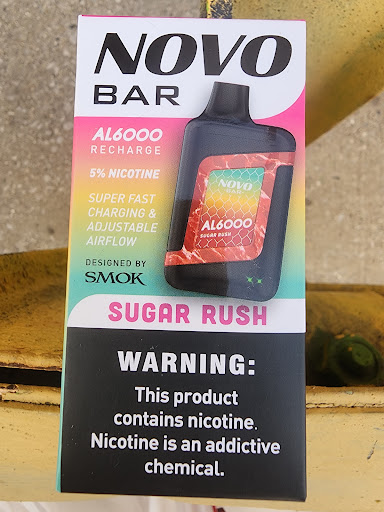 NOVO
BAR
AL6000
RECHARGE
5% NICOTINE
SUPER FAST
CHARGING &
ADJUSTABLE
AIRFLOW
DESIGNED BY
SMOK
NOVO
BAR
AL6000
SUGAR RUSH
SUGAR RUSH
WARNING:
This product
contains nicotine.
Nicotine is an addictive
chemical.